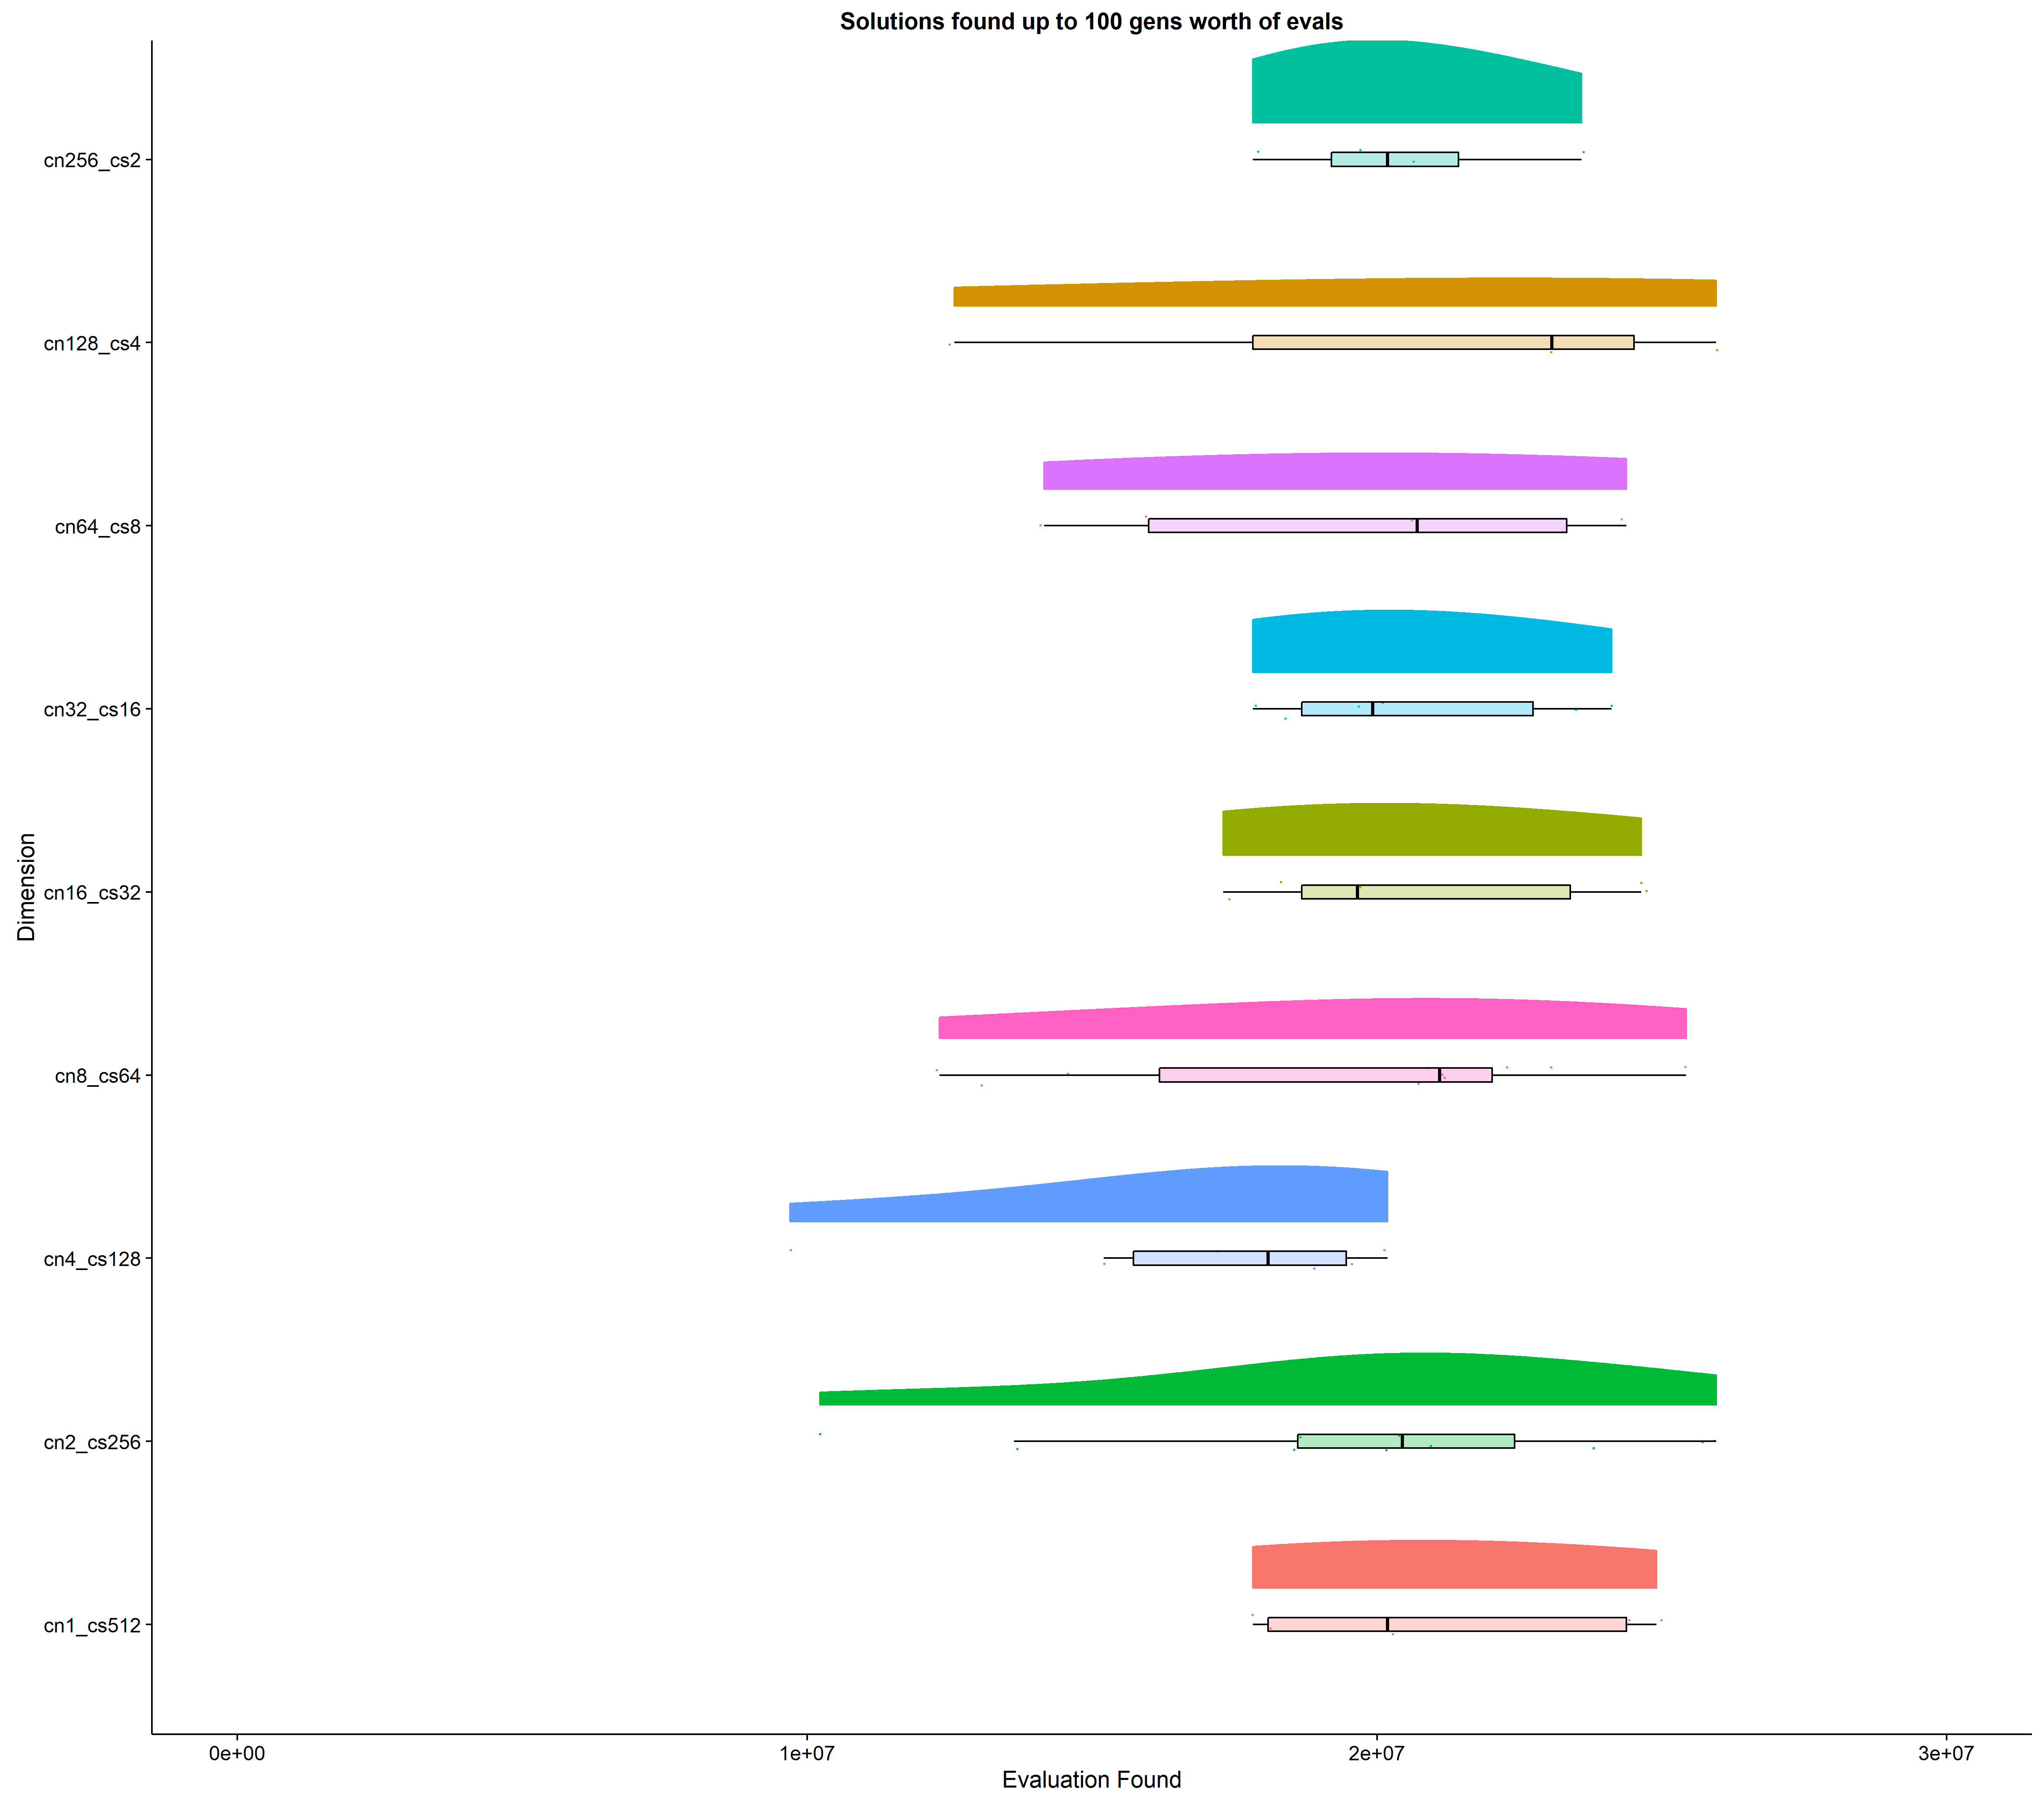 Solutions found up to 100 gens worth of evals
cn256_cs2
cn128_cs4
cn64_cs8
cn32_cs16
cn16_cs32
cn8_cs64
cn4_cs128
cn2_cs256
cn1_cs512
Dimension
0e+00 1e+07 2e+07 3e+07
Evaluation Found